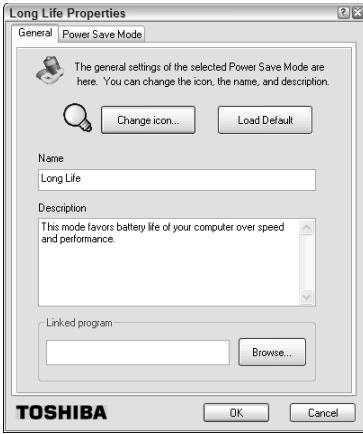 Long Life Properties
General Power Save Mode
The general settings of the selected Power Save Mode are
here. You can change the icon, the name, and description.
Change icon... Load Default
Name
Long Life
Description
This mode favors battery life of your computer over speed
and performance.
Linked program
Browse...
TOSHIBA OK Cancel